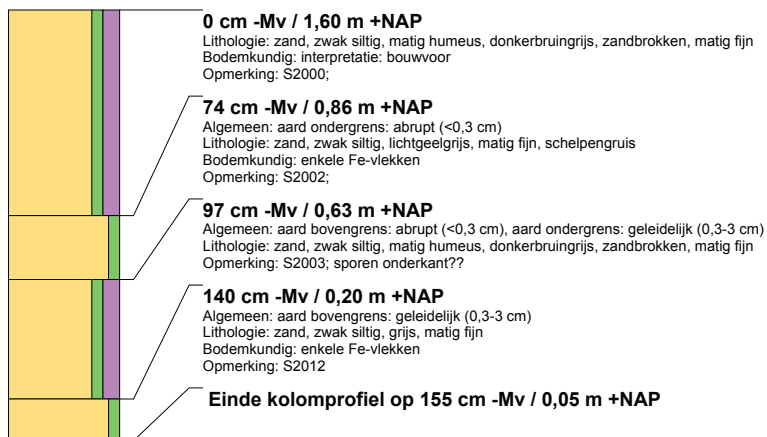 0 cm -Mv / 1,60 m +NAP
Lithologie: zand, zwak siltig, matig humeus, donkerbruingrijs, zandbrokken, matig fijn
Bodemkundig: interpretatie: bouwvoor
Opmerking: S2000;
74 cm -Mv / 0,86 m +NAP
Algemeen: aard ondergrens: abrupt (<0,3 cm)
Lithologie: zand, zwak siltig, lichtgeelgrijs, matig fijn, schelpengruis
Bodemkundig: enkele Fe-vlekken
Opmerking: S2002;
97 cm -Mv / 0,63 m +NAP
Algemeen: aard bovengrens: abrupt (<0,3 cm), aard ondergrens: geleidelijk (0,3-3 cm)
Lithologie: zand, zwak siltig, matig humeus, donkerbruingrijs, zandbrokken, matig fijn
Opmerking: S2003; sporen onderkant??
140 cm -Mv / 0,20 m +NAP
Algemeen: aard bovengrens: geleidelijk (0,3-3 cm)
Lithologie: zand, zwak siltig, grijs, matig fijn
Bodemkundig: enkele Fe-vlekken
Opmerking: S2012
Einde kolomprofiel op 155 cm -Mv / 0,05 m +NAP